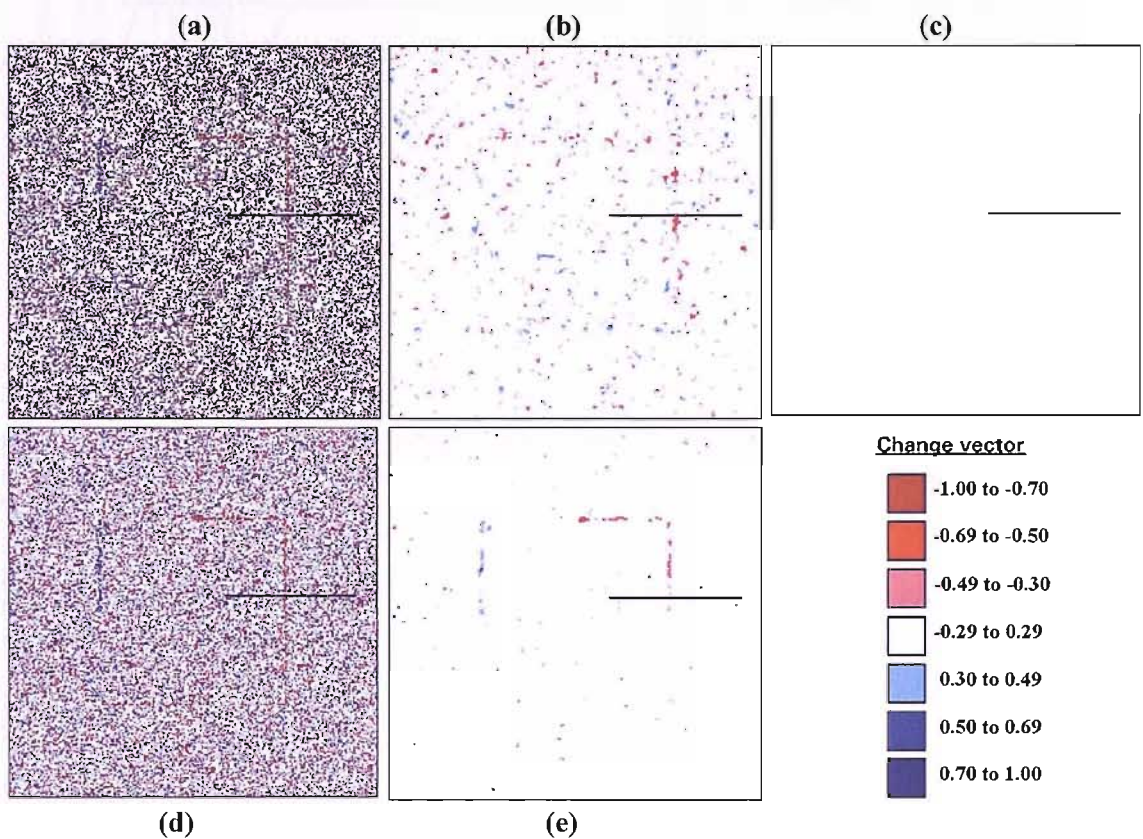 (a) (b) (c)
Change vector
-1.00 to -0.70
-0.69 to -0.50
-0.49 to -0.30
-0.29 to 0.29
0.30 to 0.49
0.50 to 0.69
0.70 to 1.00
(d) (e)